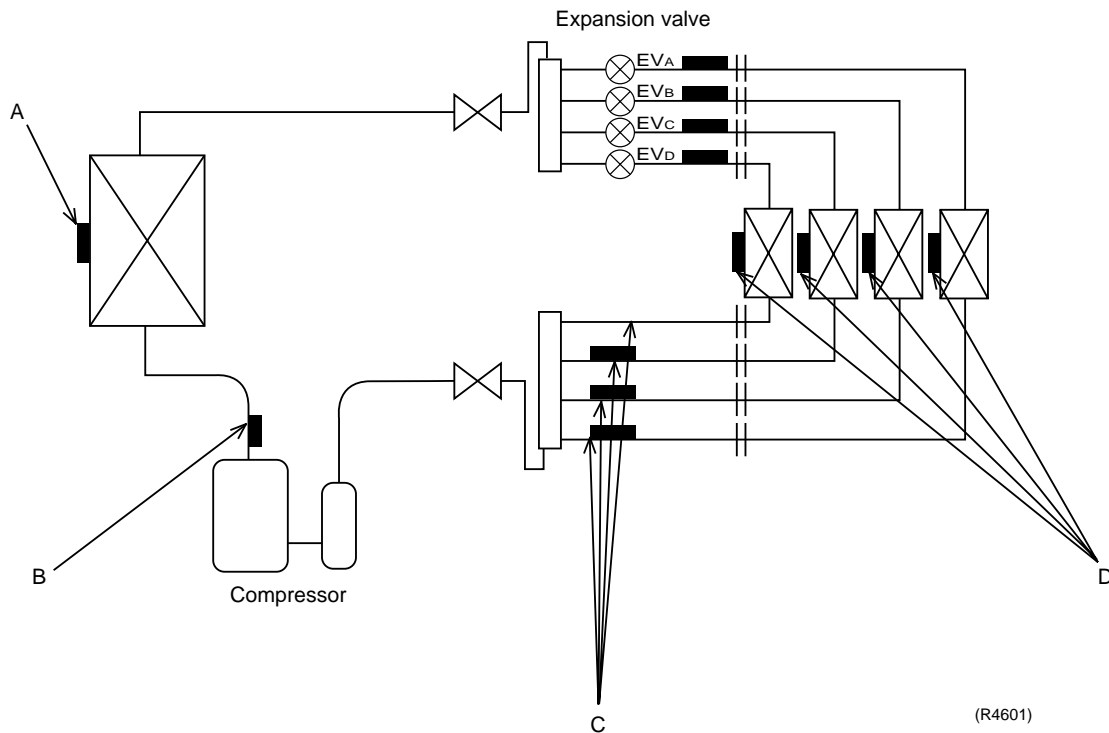 Expansion valve
EVA
A
EVB
EVC
EVD
B
D
Compressor
(R4601)
C